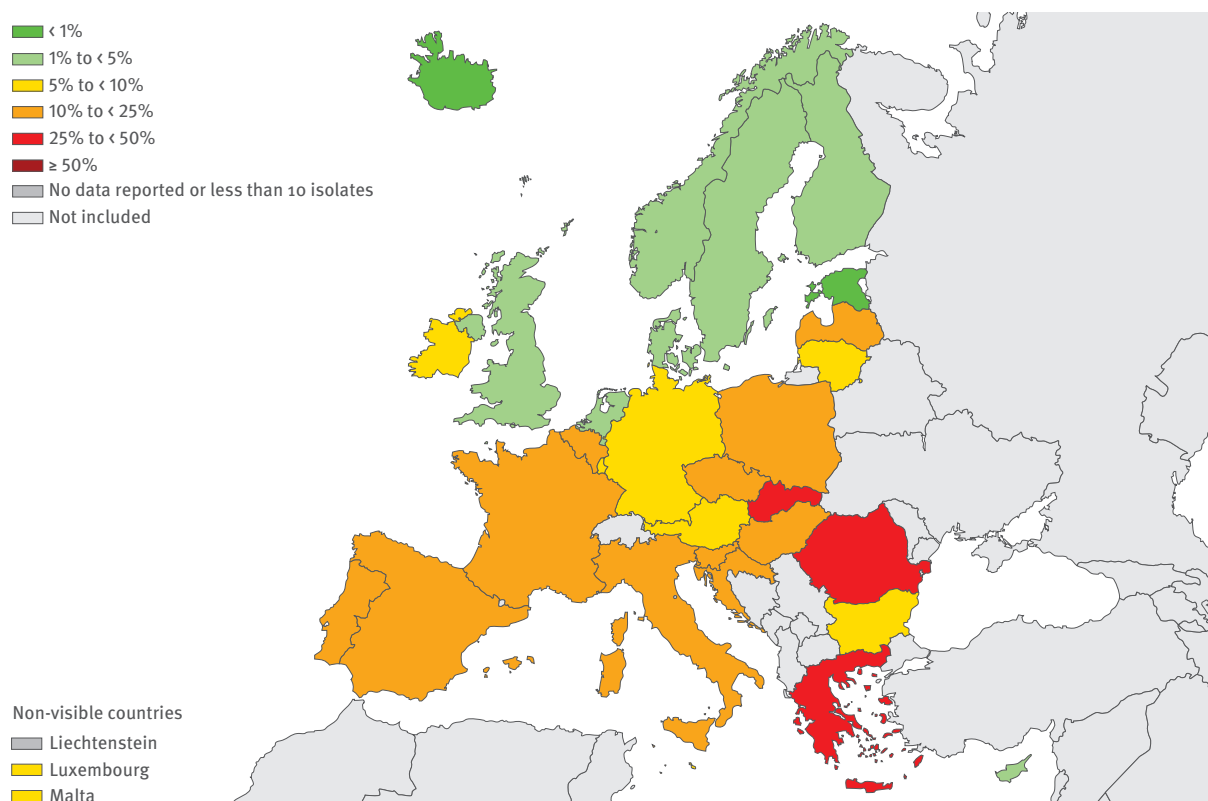 < 1%
1% to < 5%
5% to < 10%
10% to < 25%
25% to < 50%
≥ 50%
No data reported or less than 10 isolates
Not included
Non-visible countries
Liechtenstein
Luxembourg
Malta